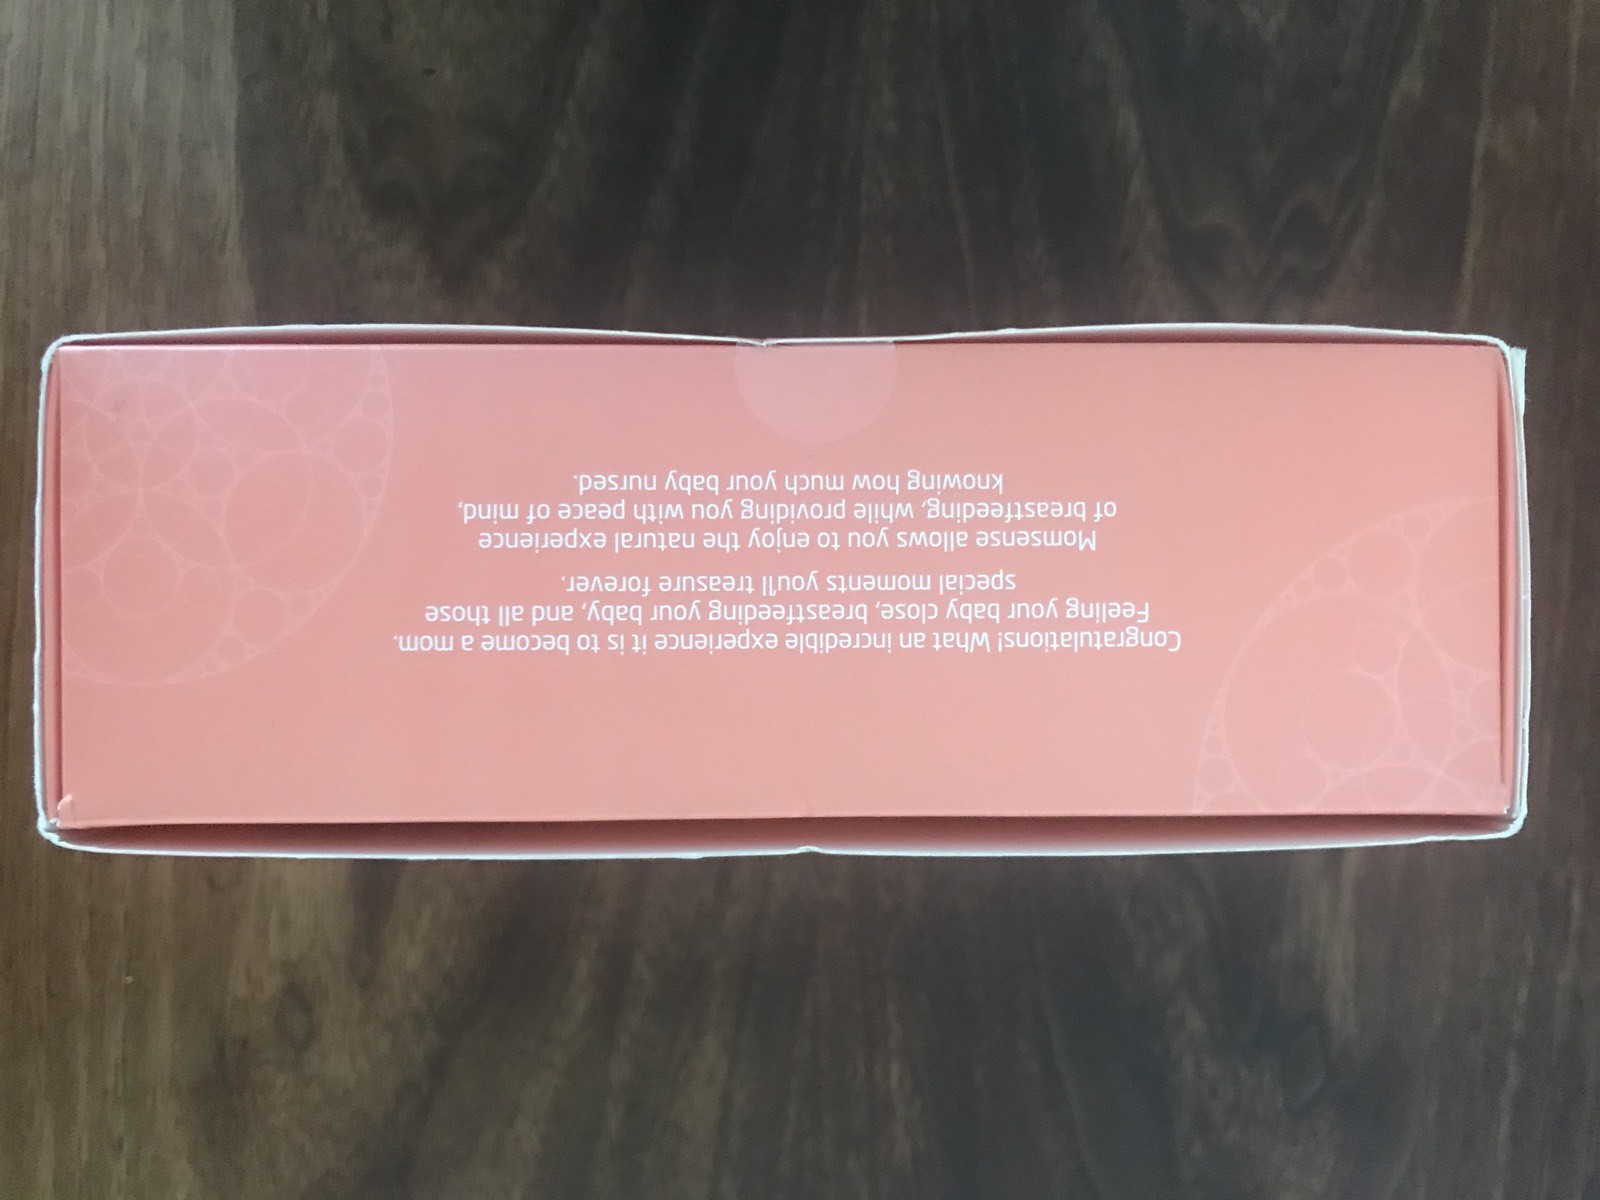 Congratulations! What an incredible experience it is to become a mom.
Feeling your baby close, breastfeeding your baby, and all those
special moments you'll treasure forever.
Momsense allows you to enjoy the natural experience
of breastfeeding, while providing you with peace of mind,
knowing how much your baby nursed.